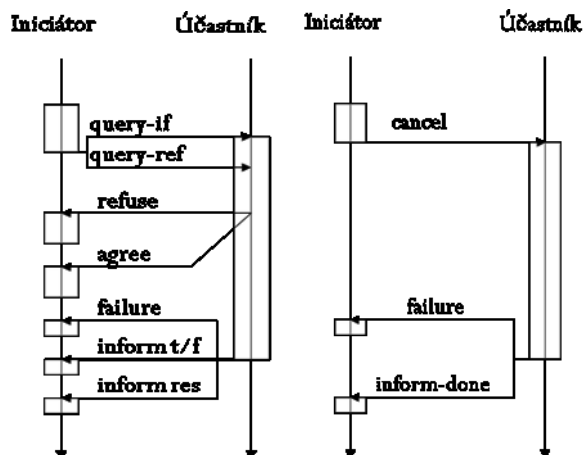 Iniciátor Účastník
query-if
query-ref
refuse
agree
failure
inform t/f
inform res
Iniciátor Účastník
cancel
failure
inform-done